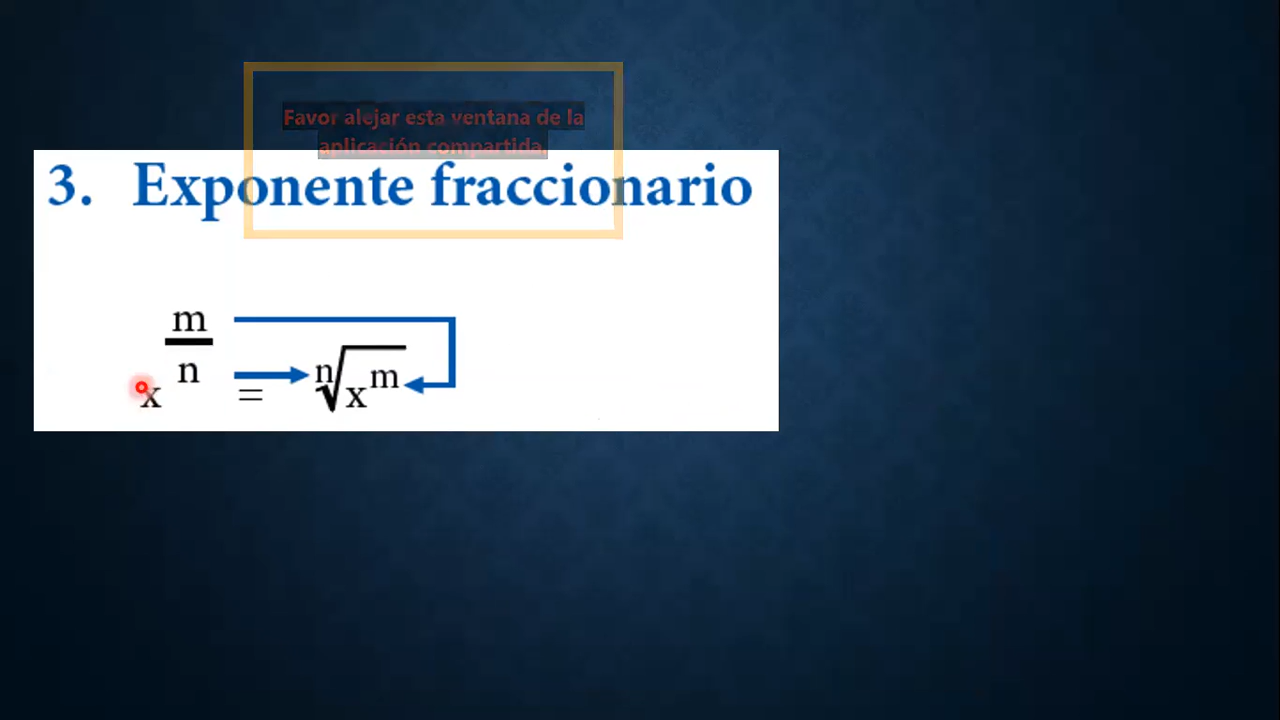 Favor alejar esta ventana de la
aplicación compartida.
3. Exponente fraccionario
x^(m/n) = ⁿ√(x^m)